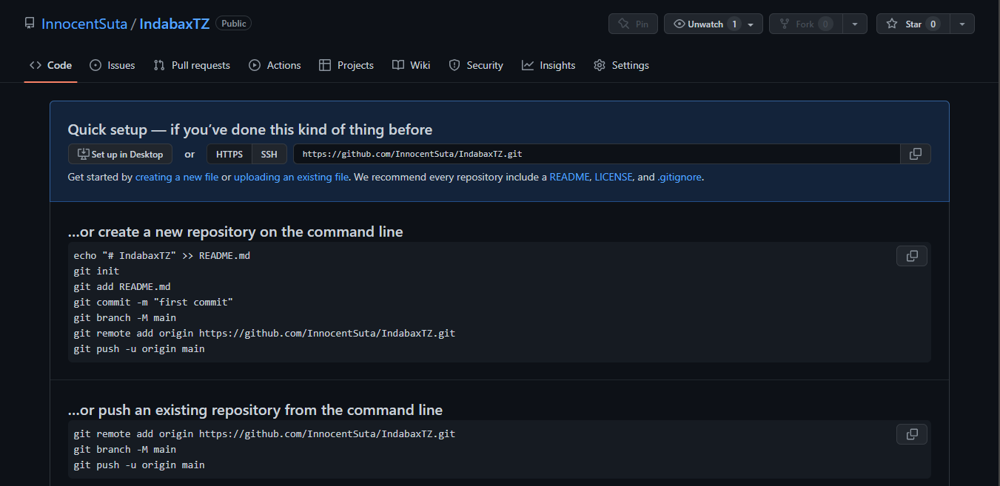 InnocentSuta / IndabaxTZ Public
Pin
Unwatch 1
Fork 0
Star 0
Code
Issues
Pull requests
Actions
Projects
Wiki
Security
Insights
Settings
Quick setup — if you’ve done this kind of thing before
Set up in Desktop or HTTPS SSH https://github.com/InnocentSuta/IndabaxTZ.git
Get started by creating a new file or uploading an existing file. We recommend every repository include a README, LICENSE, and .gitignore.
…or create a new repository on the command line
echo "# IndabaxTZ" >> README.md
git init
git add README.md
git commit -m "first commit"
git branch -M main
git remote add origin https://github.com/InnocentSuta/IndabaxTZ.git
git push -u origin main
…or push an existing repository from the command line
git remote add origin https://github.com/InnocentSuta/IndabaxTZ.git
git branch -M main
git push -u origin main